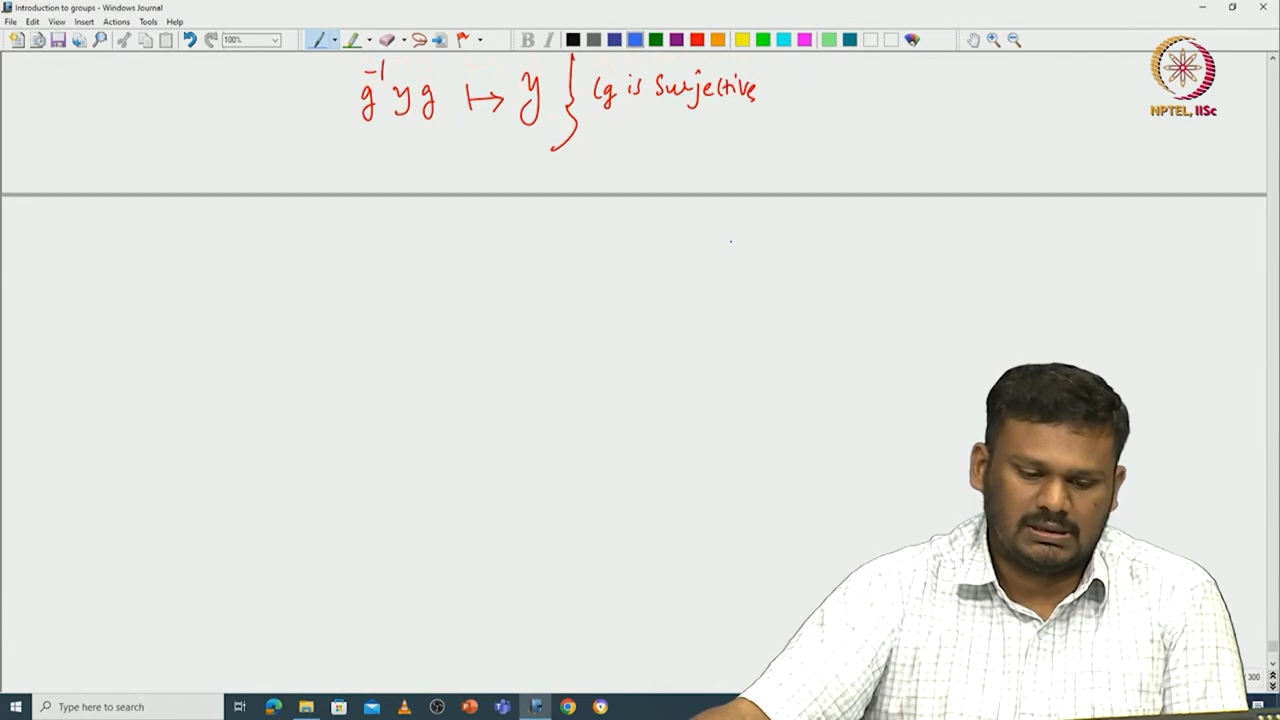 Introduction to groups - Windows Journal
File Edit View Insert Actions Tools Help
100%
B I
g⁻¹ y g ↦ y } Cg is Surjective
NPTEL, IISc
300
Type here to search